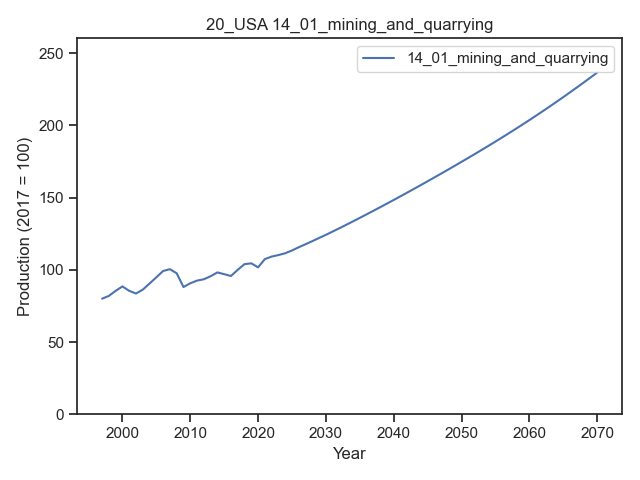 20_USA 14_01_mining_and_quarrying
14_01_mining_and_quarrying
Production (2017 = 100)
250
200
150
100
50
0
2000 2010 2020 2030 2040 2050 2060 2070
Year